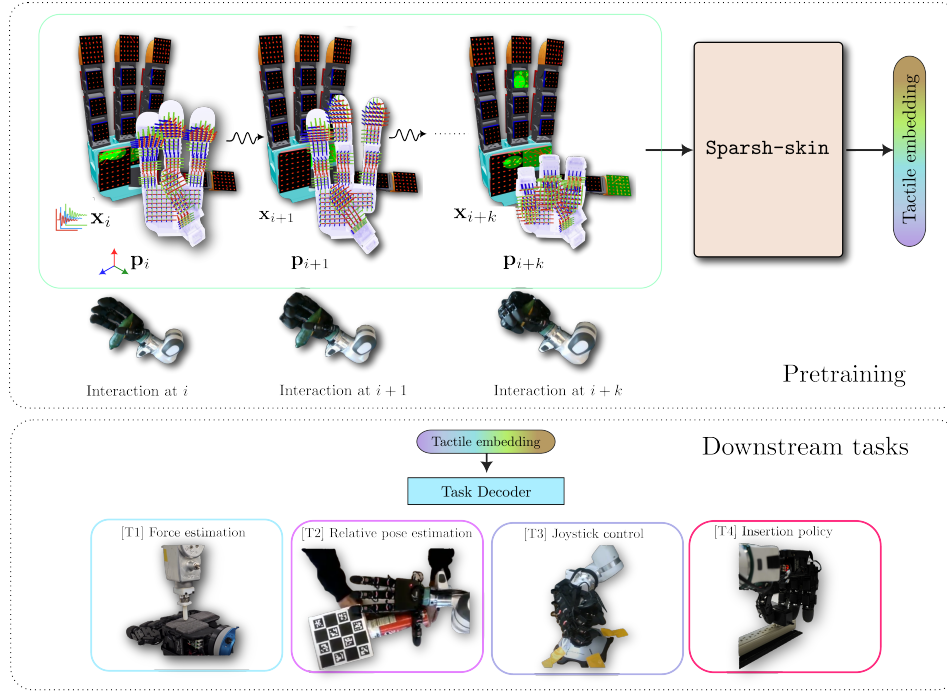 x_i
x_{i+1}
x_{i+k}
p_i
p_{i+1}
p_{i+k}
......
Sparsh-skin
Tactile embedding
Interaction at i
Interaction at i + 1
Interaction at i + k
Pretraining
Tactile embedding
Downstream tasks
Task Decoder
[T1] Force estimation
[T2] Relative pose estimation
[T3] Joystick control
[T4] Insertion policy